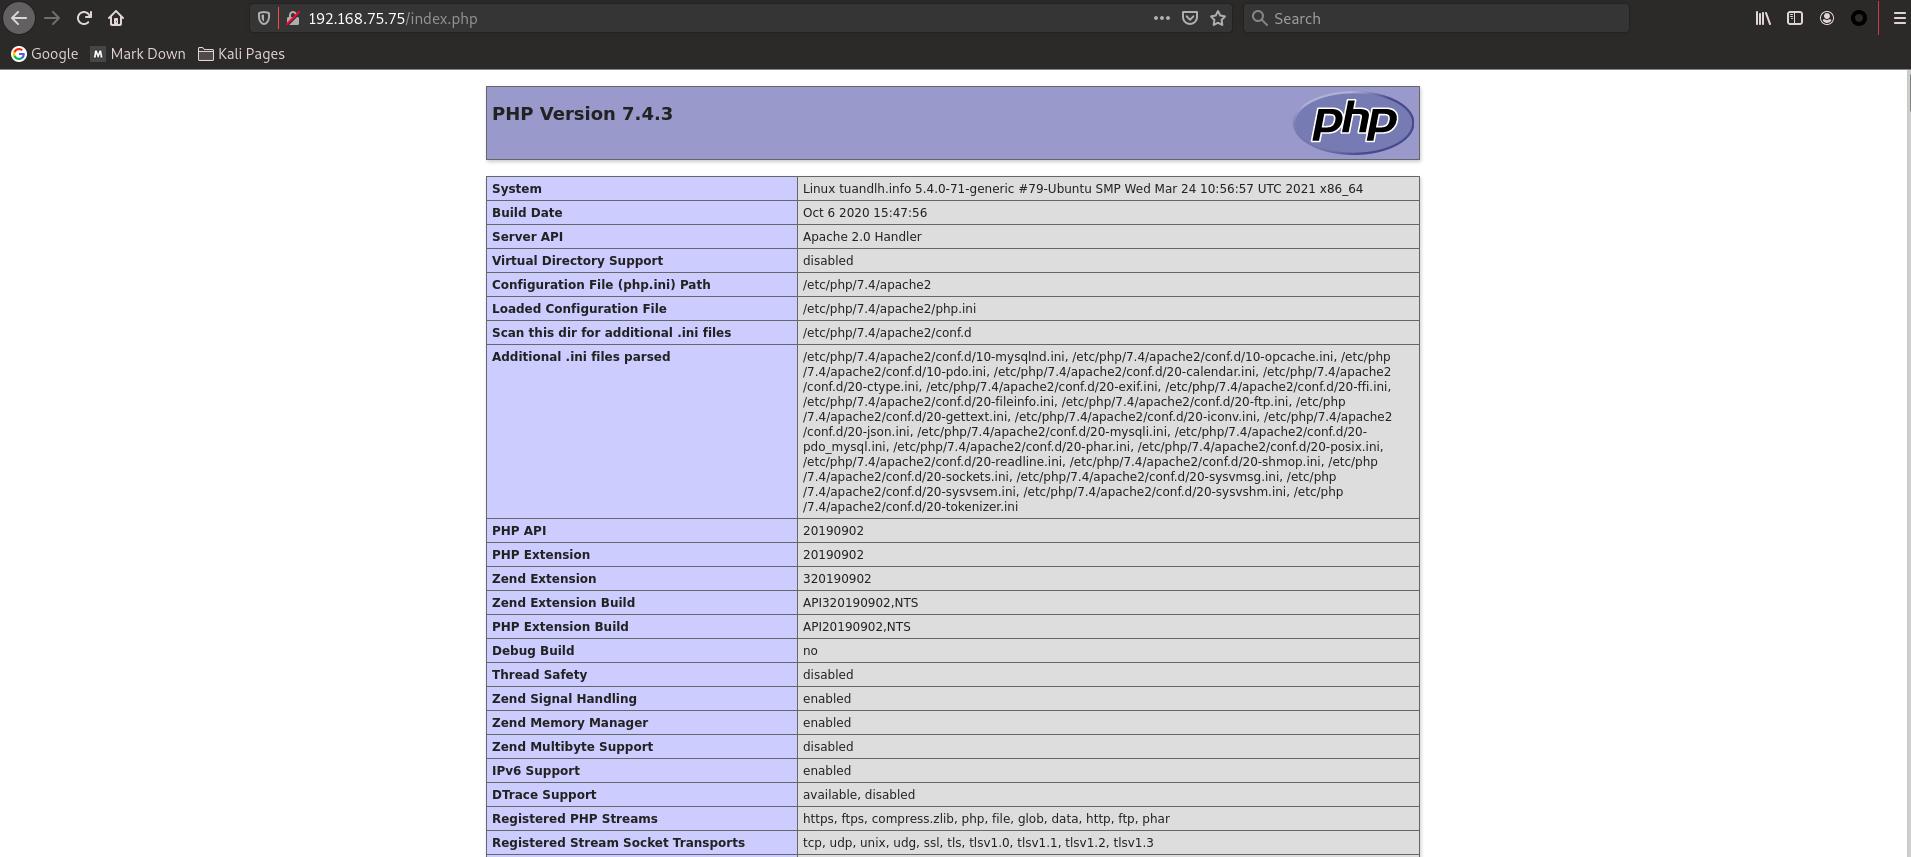 192.168.75.75/index.php
Search
Google
Mark Down
Kali Pages
PHP Version 7.4.3
php
System Linux tuandlh.info 5.4.0-71-generic #79-Ubuntu SMP Wed Mar 24 10:56:57 UTC 2021 x86_64
Build Date Oct 6 2020 15:47:56
Server API Apache 2.0 Handler
Virtual Directory Support disabled
Configuration File (php.ini) Path /etc/php/7.4/apache2
Loaded Configuration File /etc/php/7.4/apache2/php.ini
Scan this dir for additional .ini files /etc/php/7.4/apache2/conf.d
Additional .ini files parsed /etc/php/7.4/apache2/conf.d/10-mysqlnd.ini, /etc/php/7.4/apache2/conf.d/10-opcache.ini, /etc/php
/7.4/apache2/conf.d/10-pdo.ini, /etc/php/7.4/apache2/conf.d/20-calendar.ini, /etc/php/7.4/apache2
/conf.d/20-ctype.ini, /etc/php/7.4/apache2/conf.d/20-exif.ini, /etc/php/7.4/apache2/conf.d/20-ffi.ini,
/etc/php/7.4/apache2/conf.d/20-fileinfo.ini, /etc/php/7.4/apache2/conf.d/20-ftp.ini, /etc/php
/7.4/apache2/conf.d/20-gettext.ini, /etc/php/7.4/apache2/conf.d/20-iconv.ini, /etc/php/7.4/apache2
/conf.d/20-json.ini, /etc/php/7.4/apache2/conf.d/20-mysqli.ini, /etc/php/7.4/apache2/conf.d/20-
pdo_mysql.ini, /etc/php/7.4/apache2/conf.d/20-phar.ini, /etc/php/7.4/apache2/conf.d/20-posix.ini,
/etc/php/7.4/apache2/conf.d/20-readline.ini, /etc/php/7.4/apache2/conf.d/20-shmop.ini, /etc/php
/7.4/apache2/conf.d/20-sockets.ini, /etc/php/7.4/apache2/conf.d/20-sysvmsg.ini, /etc/php
/7.4/apache2/conf.d/20-sysvsem.ini, /etc/php/7.4/apache2/conf.d/20-sysvshm.ini, /etc/php
/7.4/apache2/conf.d/20-tokenizer.ini
PHP API 20190902
PHP Extension 20190902
Zend Extension 320190902
Zend Extension Build API320190902,NTS
PHP Extension Build API20190902,NTS
Debug Build no
Thread Safety disabled
Zend Signal Handling enabled
Zend Memory Manager enabled
Zend Multibyte Support disabled
IPv6 Support enabled
DTrace Support available, disabled
Registered PHP Streams https, ftps, compress.zlib, php, file, glob, data, http, ftp, phar
Registered Stream Socket Transports tcp, udp, unix, udg, ssl, tls, tlsv1.0, tlsv1.1, tlsv1.2, tlsv1.3